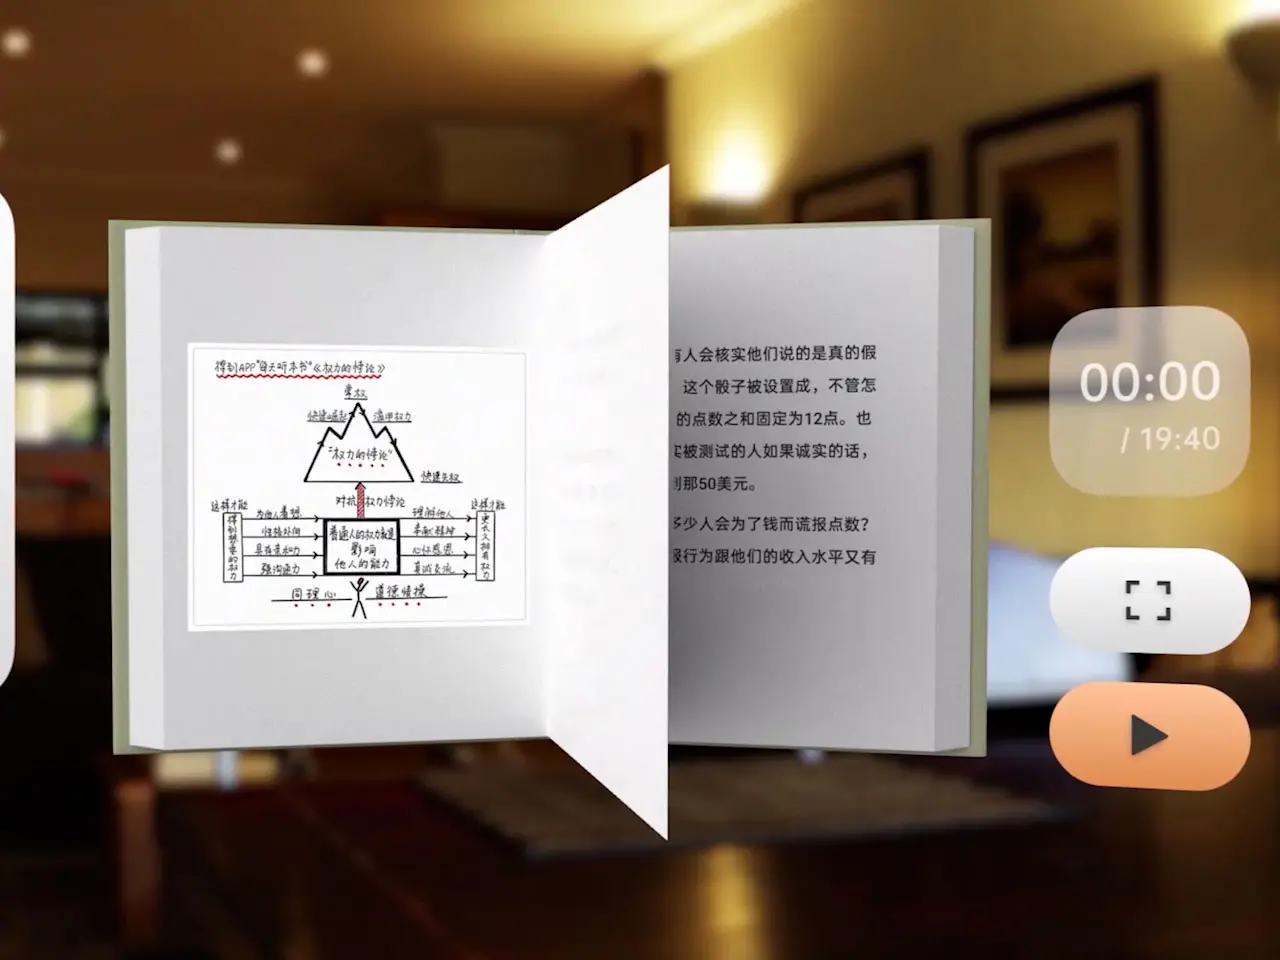 得到APP"每天听本书"《权力的悖论》
掌权
快速崛起 滥用权力
"权力的悖论"
快速失权
对抗 权力悖论
这样才能 这样才能
得到想要的权力
为他人着想
归格外向
具有亲和力
强沟通力
普通人的权力就是
影响
他人的能力
理解他人
奉献精神
心怀感恩
真诚交流
更长久拥有权力
同理心 道德情操
有人会核实他们说的是真的假
这个骰子被设置成，不管怎
的点数之和固定为12点。也
实被测试的人如果诚实的话，
到那50美元。
多少人会为了钱而谎报点数？
报行为跟他们的收入水平又有
00:00
/ 19:40